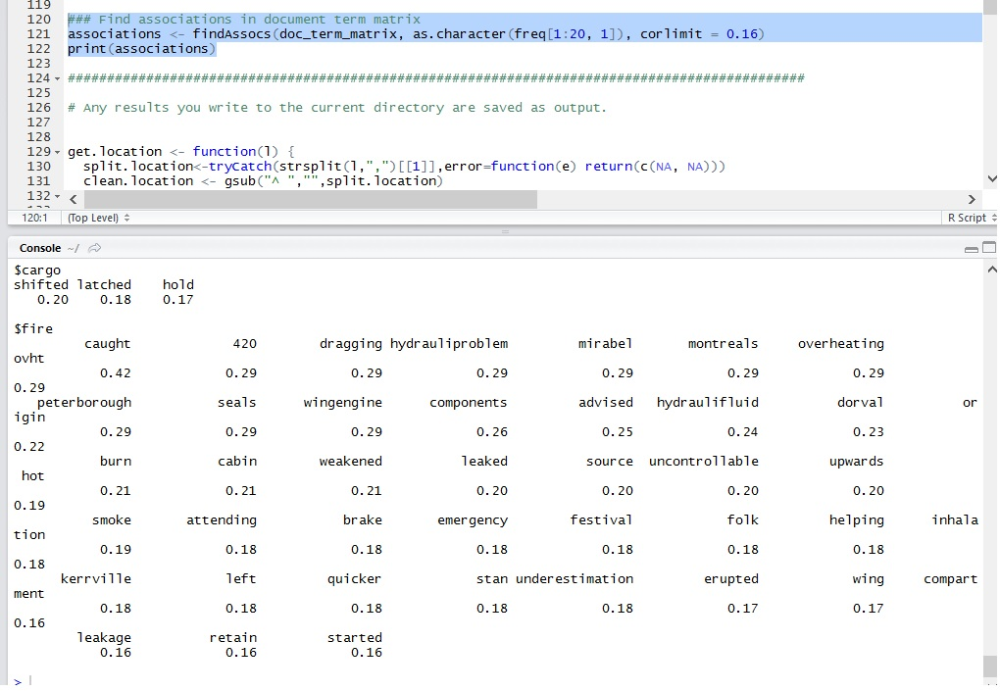 119
120 ### Find associations in document term matrix
121 associations <- findAssocs(doc_term_matrix, as.character(freq[1:20, 1]), corlimit = 0.16)
122 print(associations)
123
124 ###############################################################################################
125
126 # Any results you write to the current directory are saved as output.
127
128
129 get.location <- function(l) {
130 split.location<-tryCatch(strsplit(l,",")[[1]],error=function(e) return(c(NA, NA)))
131 clean.location <- gsub("^ ","",split.location)
132
120:1 (Top Level) R Script
Console ~/
$cargo
shifted latched hold
0.20 0.18 0.17
$fire
caught 420 dragging hydrauliproblem mirabel montreals overheating
ovht
0.42 0.29 0.29 0.29 0.29 0.29 0.29
0.29
peterborough seals wingengine components advised hydraulifluid dorval or
igin
0.29 0.29 0.29 0.26 0.25 0.24 0.23
0.22
burn cabin weakened leaked source uncontrollable upwards
hot
0.21 0.21 0.21 0.20 0.20 0.20 0.20
0.19
smoke attending brake emergency festival folk helping inhala
tion
0.19 0.18 0.18 0.18 0.18 0.18 0.18
0.18
kerrville left quicker stan underestimation erupted wing compart
ment
0.18 0.18 0.18 0.18 0.18 0.17 0.17
0.16
leakage retain started
0.16 0.16 0.16
>